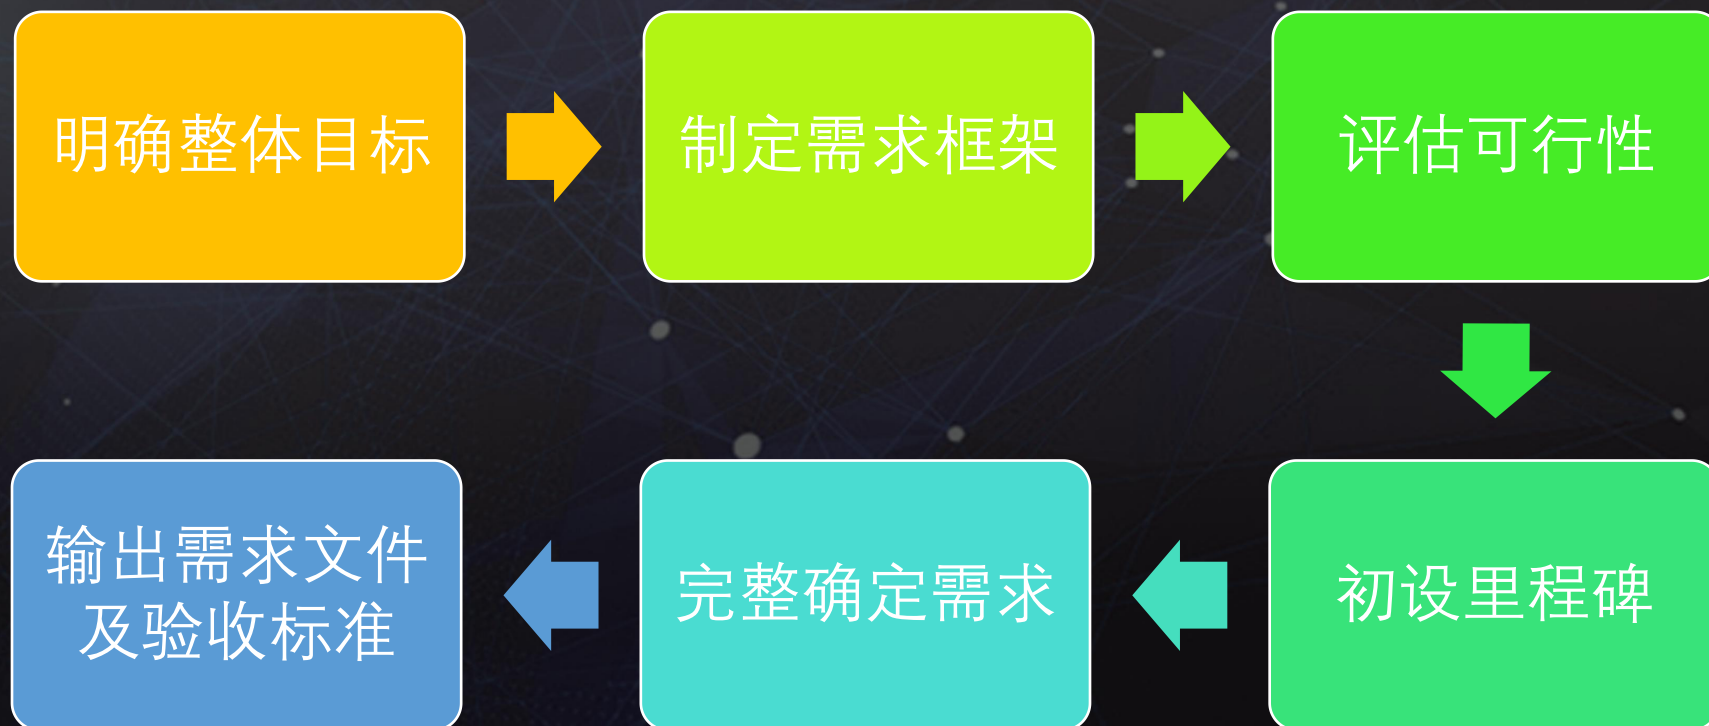 明确整体目标
制定需求框架
评估可行性
初设里程碑
完整确定需求
输出需求文件
及验收标准